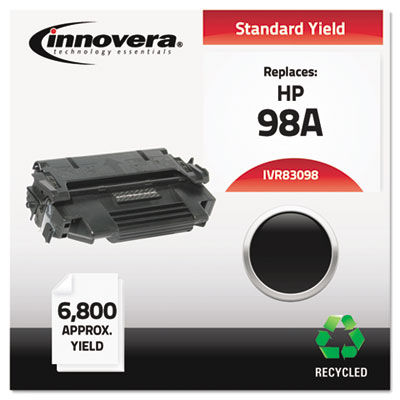 innovera
technology essentials
Standard Yield
Replaces:
HP
98A
IVR83098
6,800
APPROX.
YIELD
RECYCLED